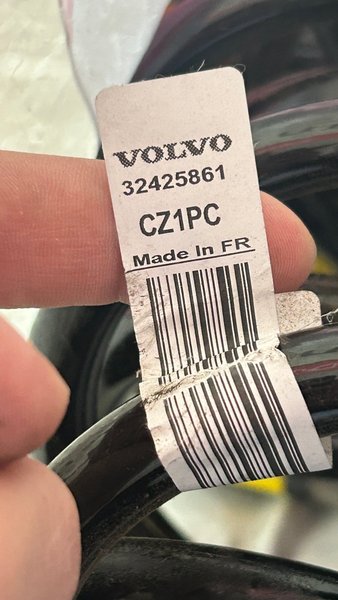 VOLVO
32425861
CZ1PC
Made In FR